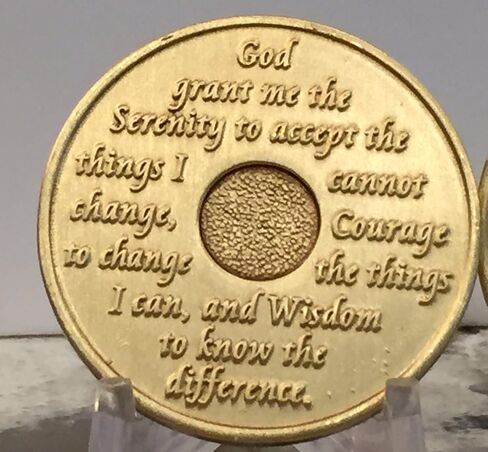 God
grant me the
Serenity to accept the
things I cannot
change, Courage
to change the things
I can, and Wisdom
to know the
difference.